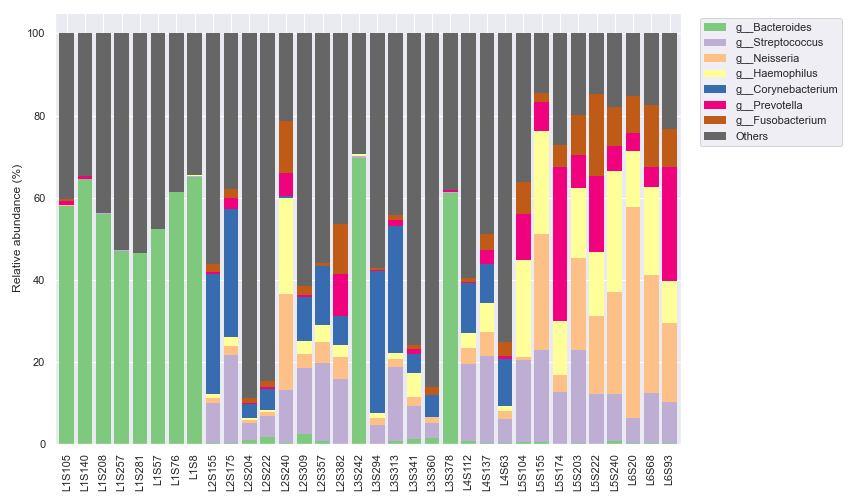 100
80
60
40
20
0
Relative abundance (%)
L1S105
L1S140
L1S208
L1S257
L1S281
L1S57
L1S76
L1S8
L2S155
L2S175
L2S204
L2S222
L2S240
L2S309
L2S357
L2S382
L3S242
L3S294
L3S313
L3S341
L3S360
L3S378
L4S112
L4S137
L4S63
L5S104
L5S155
L5S174
L5S203
L5S222
L5S240
L6S20
L6S68
L6S93
g__Bacteroides
g__Streptococcus
g__Neisseria
g__Haemophilus
g__Corynebacterium
g__Prevotella
g__Fusobacterium
Others